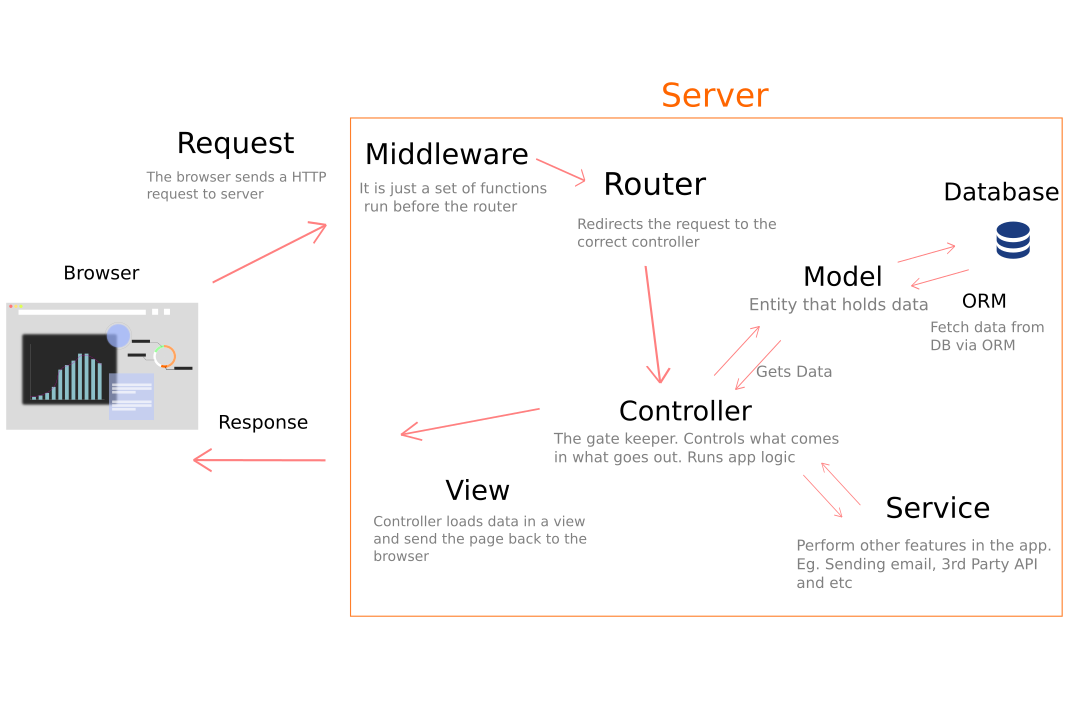 Server
Request
The browser sends a HTTP
request to server
Middleware
It is just a set of functions
run before the router
Router
Redirects the request to the
correct controller
Database
Browser
Model
Entity that holds data
ORM
Fetch data from
DB via ORM
Gets Data
Controller
The gate keeper. Controls what comes
in what goes out. Runs app logic
Response
View
Controller loads data in a view
and send the page back to the
browser
Service
Perform other features in the app.
Eg. Sending email, 3rd Party API
and etc